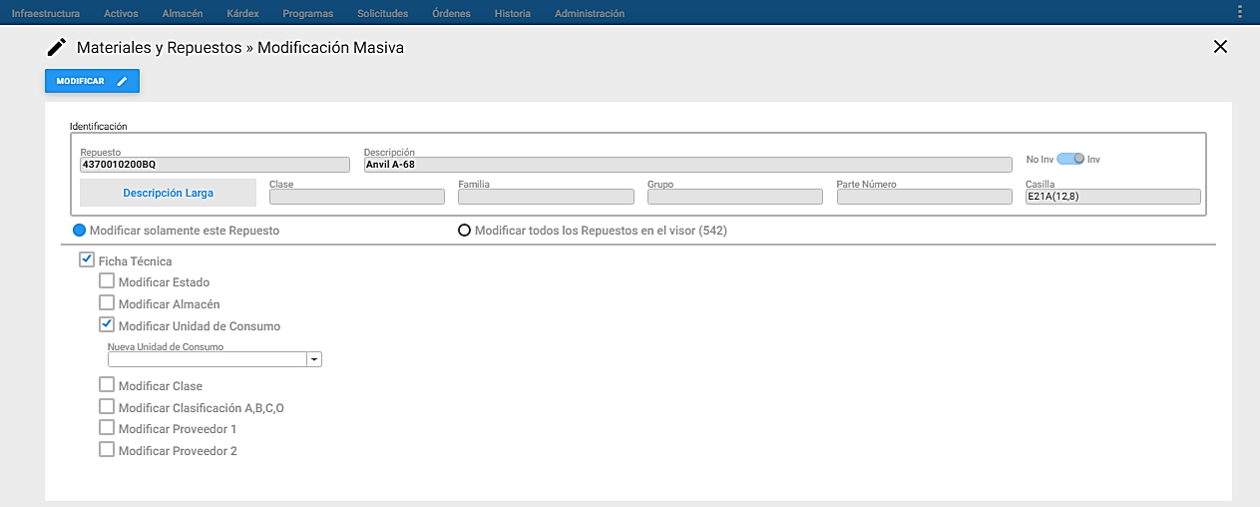 Infraestructura Activos Almacén Kárdex Programas Solicitudes Órdenes Historia Administración
Materiales y Repuestos » Modificación Masiva
MODIFICAR
Identificación
Repuesto Descripción
4370010200BQ Anvil A-68 No Inv Inv
Descripción Larga Clase Familia Grupo Parte Número Casilla
E21A(12,8)
Modificar solamente este Repuesto Modificar todos los Repuestos en el visor (542)
Ficha Técnica
Modificar Estado
Modificar Almacén
Modificar Unidad de Consumo
Nueva Unidad de Consumo
Modificar Clase
Modificar Clasificación A,B,C,O
Modificar Proveedor 1
Modificar Proveedor 2